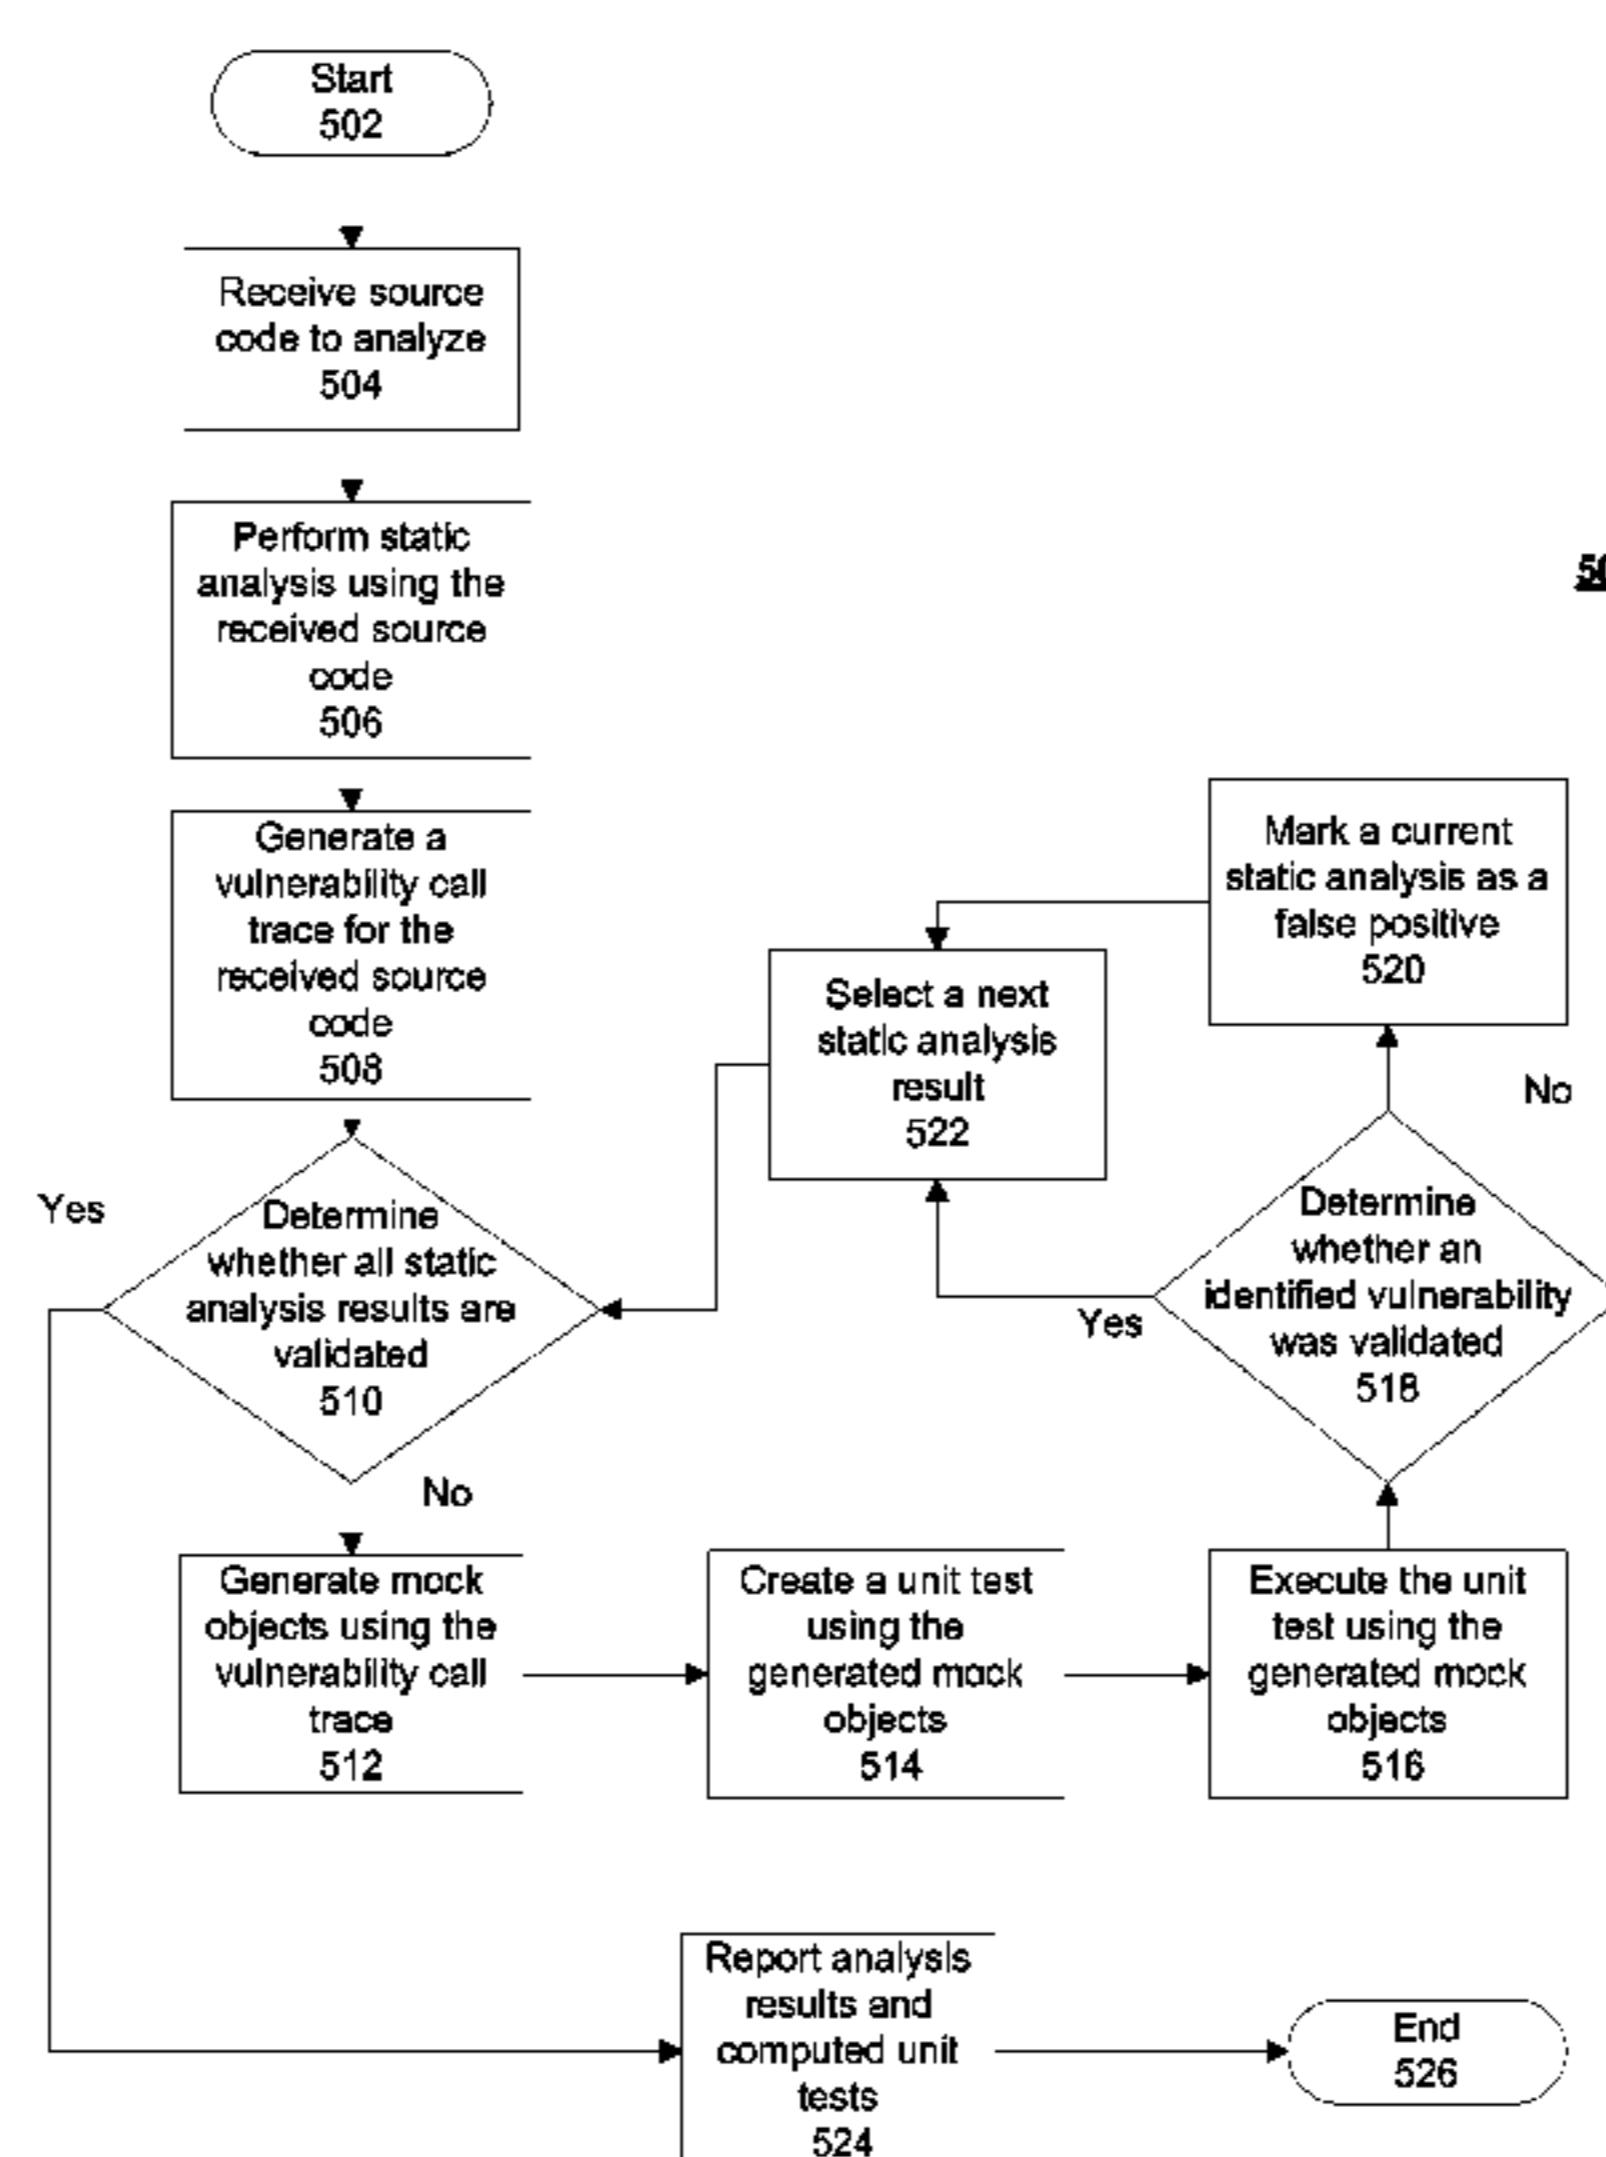 Start
502
Receive source
code to analyze
504
Perform static
analysis using the
received source
code
506
Generate a
vulnerability call
trace for the
received source
code
508
Yes
Determine
whether all static
analysis results are
validated
510
No
Generate mock
objects using the
vulnerability call
trace
512
Create a unit test
using the
generated mock
objects
514
Execute the unit
test using the
generated mock
objects
516
Determine
whether an
identified vulnerability
was validated
518
Yes
No
Mark a current
static analysis as a
false positive
520
Select a next
static analysis
result
522
Report analysis
results and
computed unit
tests
524
End
526